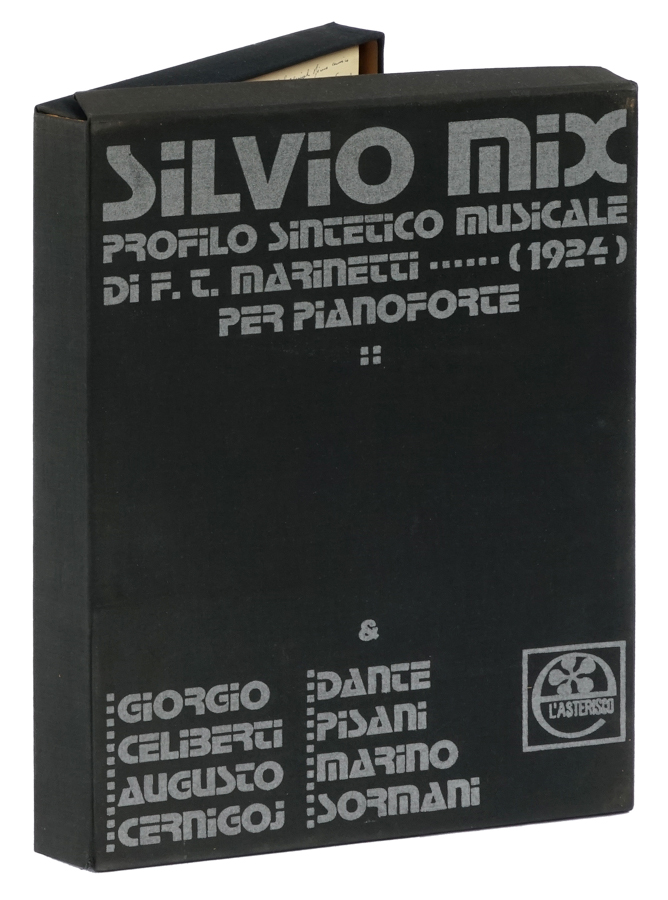 SiLViO MiX
PROFILO SINTETICO MUSICALE
Di F. T. MARINETTI ...... (1924)
PER PIANOFORTE
&
GIORGIO
CELIBERTI
AUGUSTO
CERNIGOJ
DANTE
PISANI
MARINO
SORMANI
L'ASTERISCO